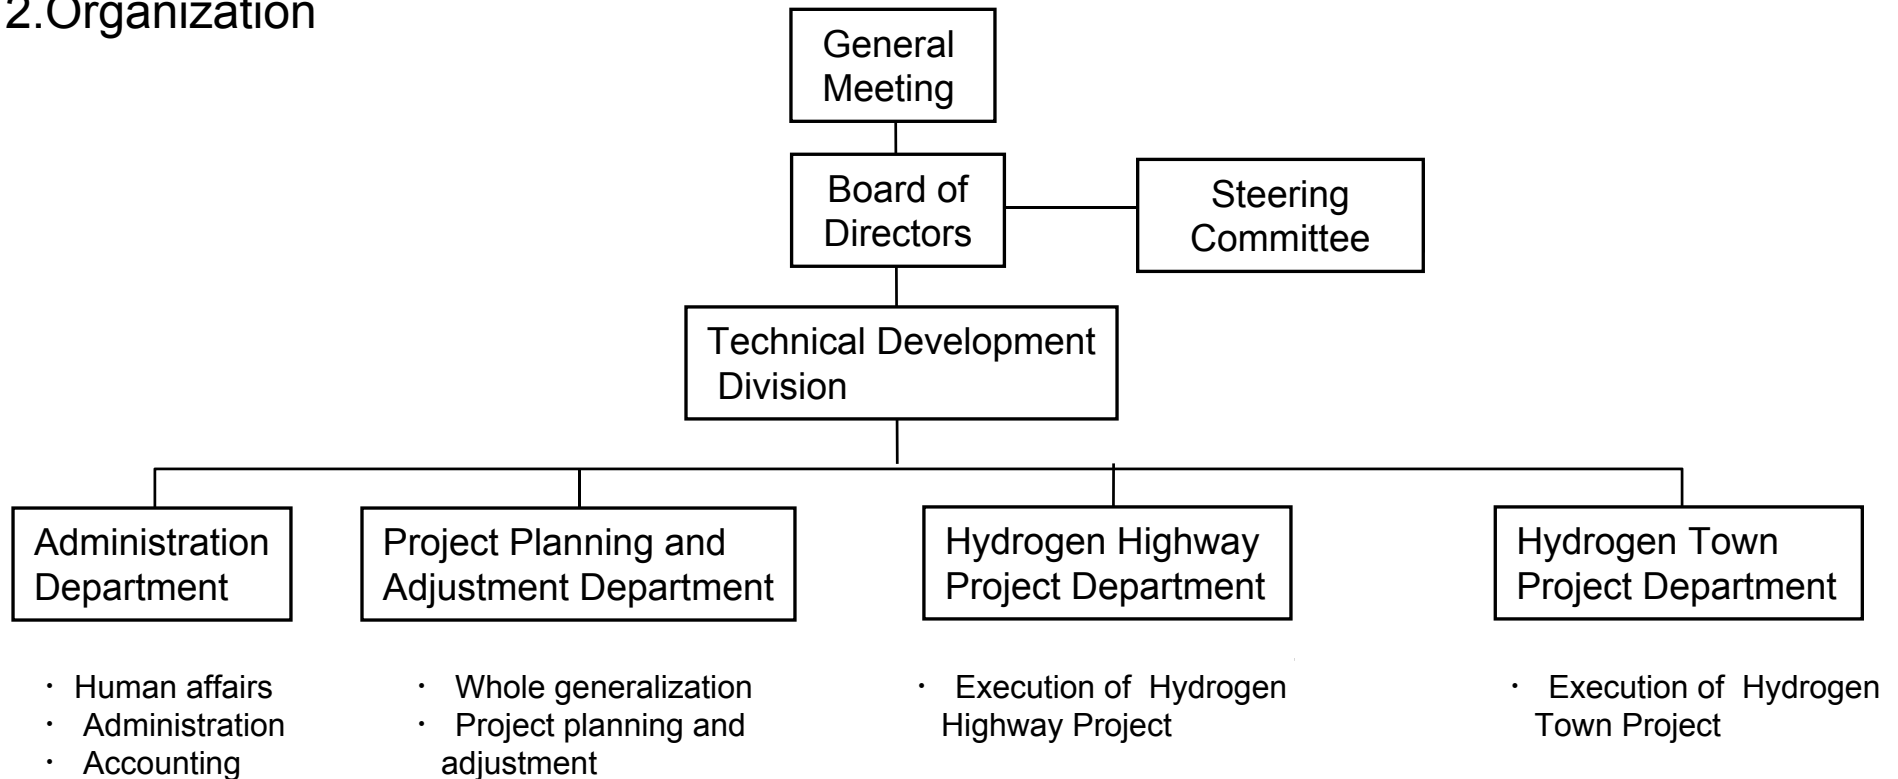 2.Organization
General
Meeting
Board of
Directors
Steering
Committee
Technical Development
Division
Administration
Department
Project Planning and
Adjustment Department
Hydrogen Highway
Project Department
Hydrogen Town
Project Department
・ Human affairs
・ Administration
・ Accounting
・ Whole generalization
・ Project planning and
adjustment
・ Execution of Hydrogen
Highway Project
・ Execution of Hydrogen
Town Project